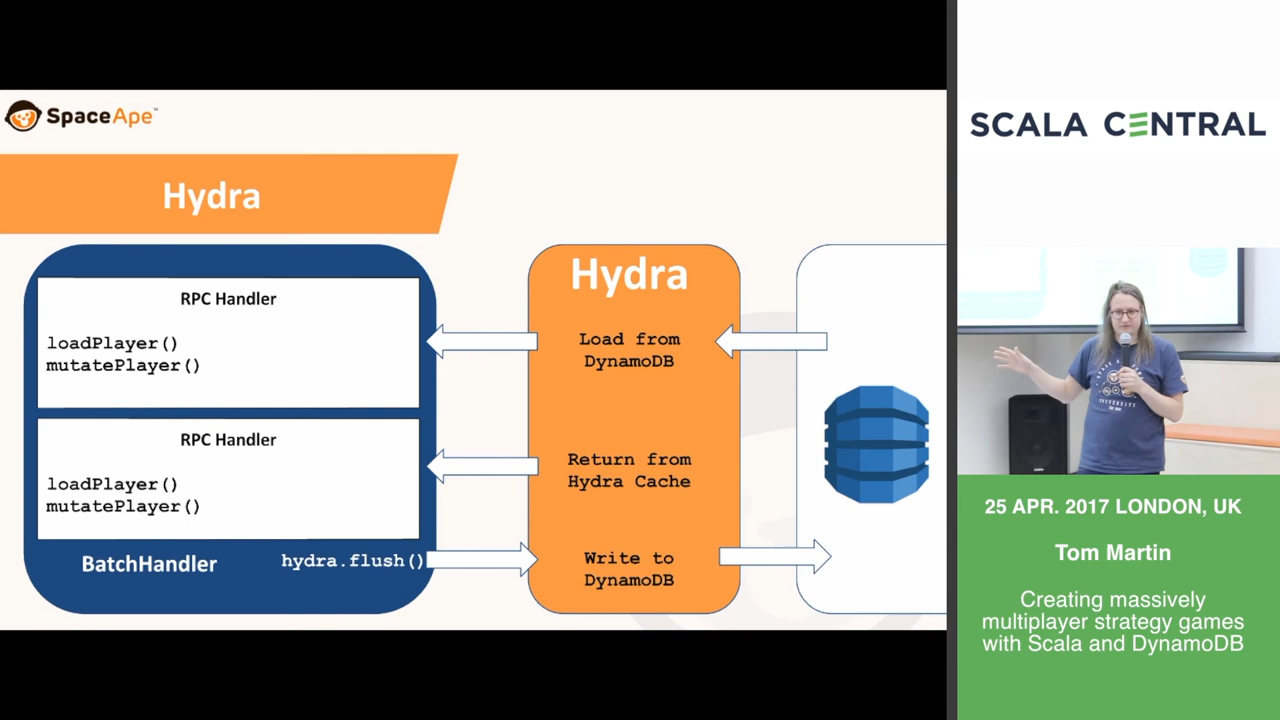 SpaceApe™
Hydra
RPC Handler
loadPlayer()
mutatePlayer()
RPC Handler
loadPlayer()
mutatePlayer()
BatchHandler
hydra.flush()
Hydra
Load from
DynamoDB
Return from
Hydra Cache
Write to
DynamoDB
SCALA CENTRAL
UNIVERSITY
25 APR. 2017 LONDON, UK
Tom Martin
Creating massively
multiplayer strategy games
with Scala and DynamoDB